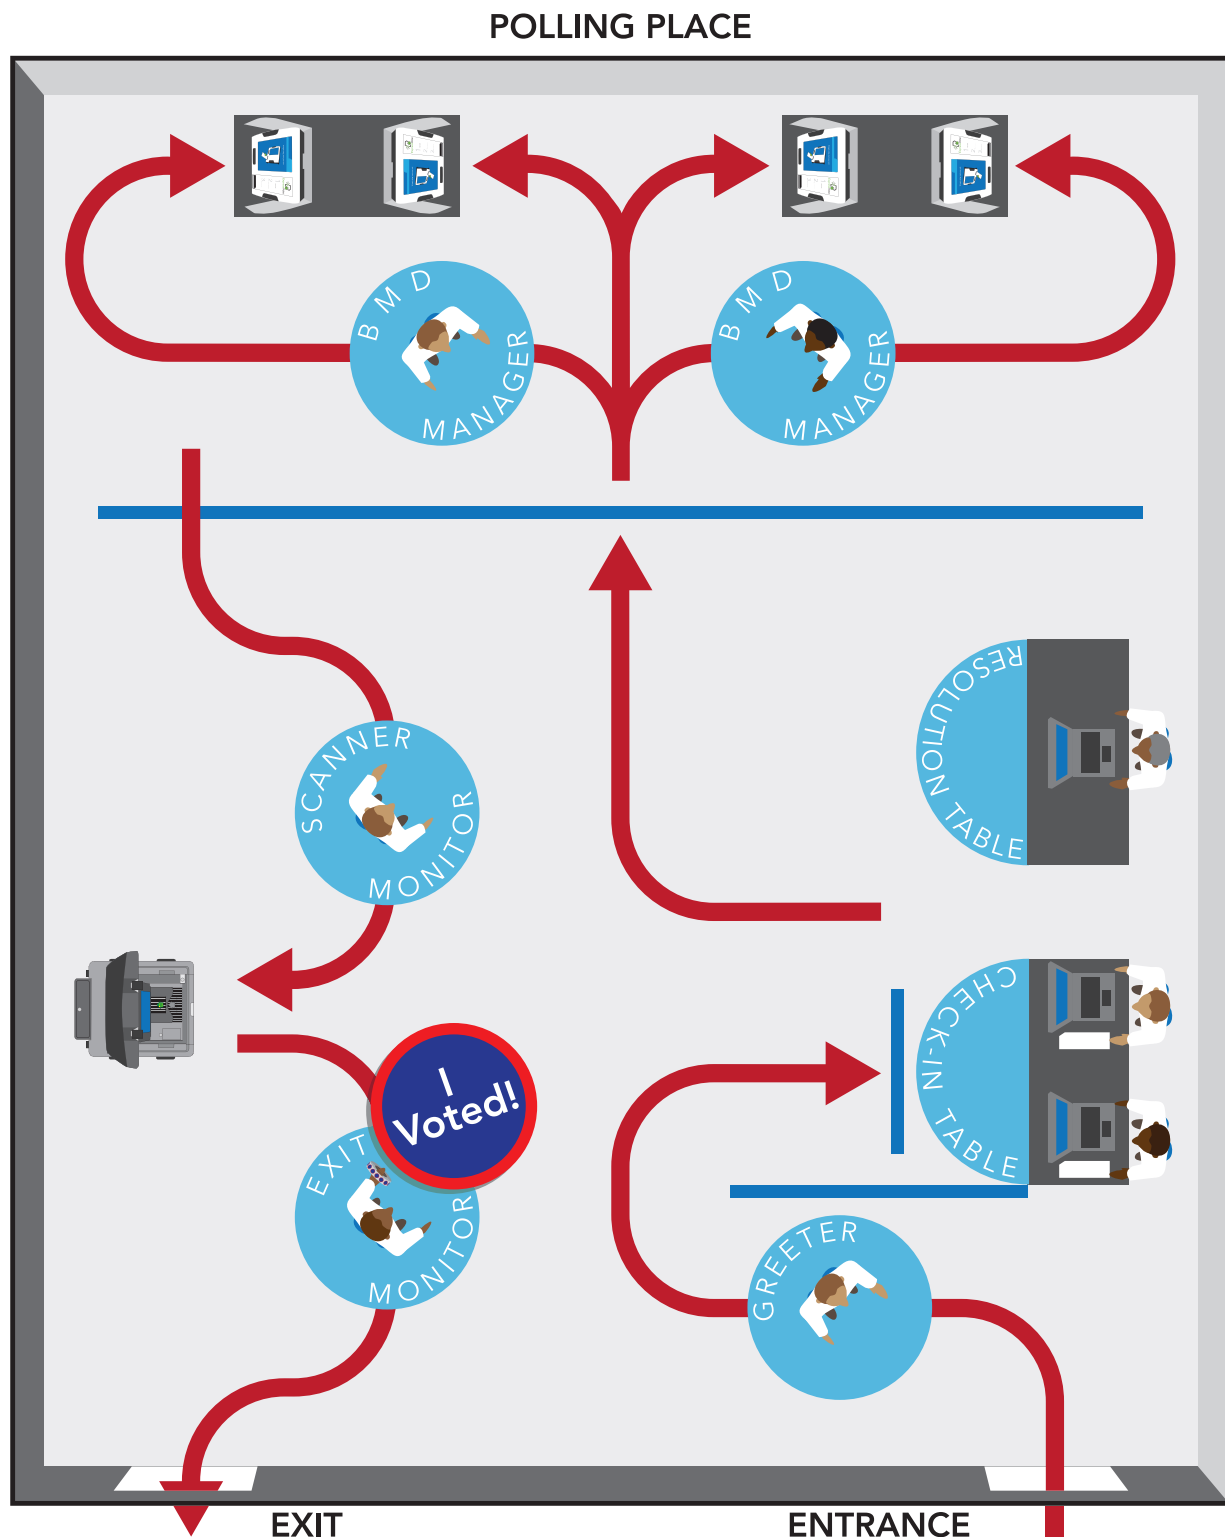 POLLING PLACE
BMD
MANAGER
BMD
MANAGER
RESOLUTION TABLE
SCANNER
MONITOR
CHECK-IN TABLE
I
Voted!
EXIT
MONITOR
GREETER
EXIT
ENTRANCE